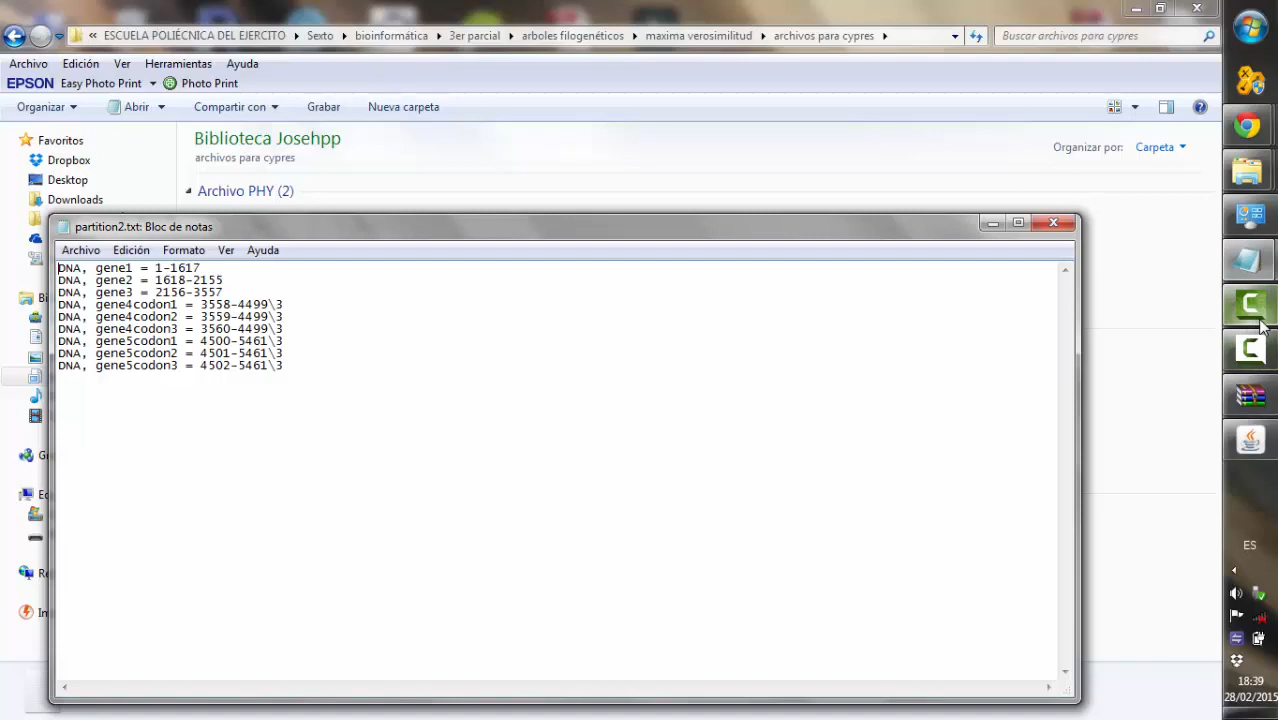 « ESCUELA POLIÉCNICA DEL EJERCITO Sexto bioinformática 3er parcial arboles filogenéticos maxima verosimilitud archivos para cypres
Buscar archivos para cypres
Archivo Edición Ver Herramientas Ayuda
EPSON Easy Photo Print Photo Print
Organizar Abrir Compartir con Grabar Nueva carpeta
Favoritos
Dropbox
Desktop
Downloads
Biblioteca Josehpp
archivos para cypres
Organizar por: Carpeta
Archivo PHY (2)
partition2.txt: Bloc de notas
Archivo Edición Formato Ver Ayuda
DNA, gene1 = 1-1617
DNA, gene2 = 1618-2155
DNA, gene3 = 2156-3557
DNA, gene4codon1 = 3558-4499\3
DNA, gene4codon2 = 3559-4499\3
DNA, gene4codon3 = 3560-4499\3
DNA, gene5codon1 = 4500-5461\3
DNA, gene5codon2 = 4501-5461\3
DNA, gene5codon3 = 4502-5461\3
ES
18:39
28/02/2015